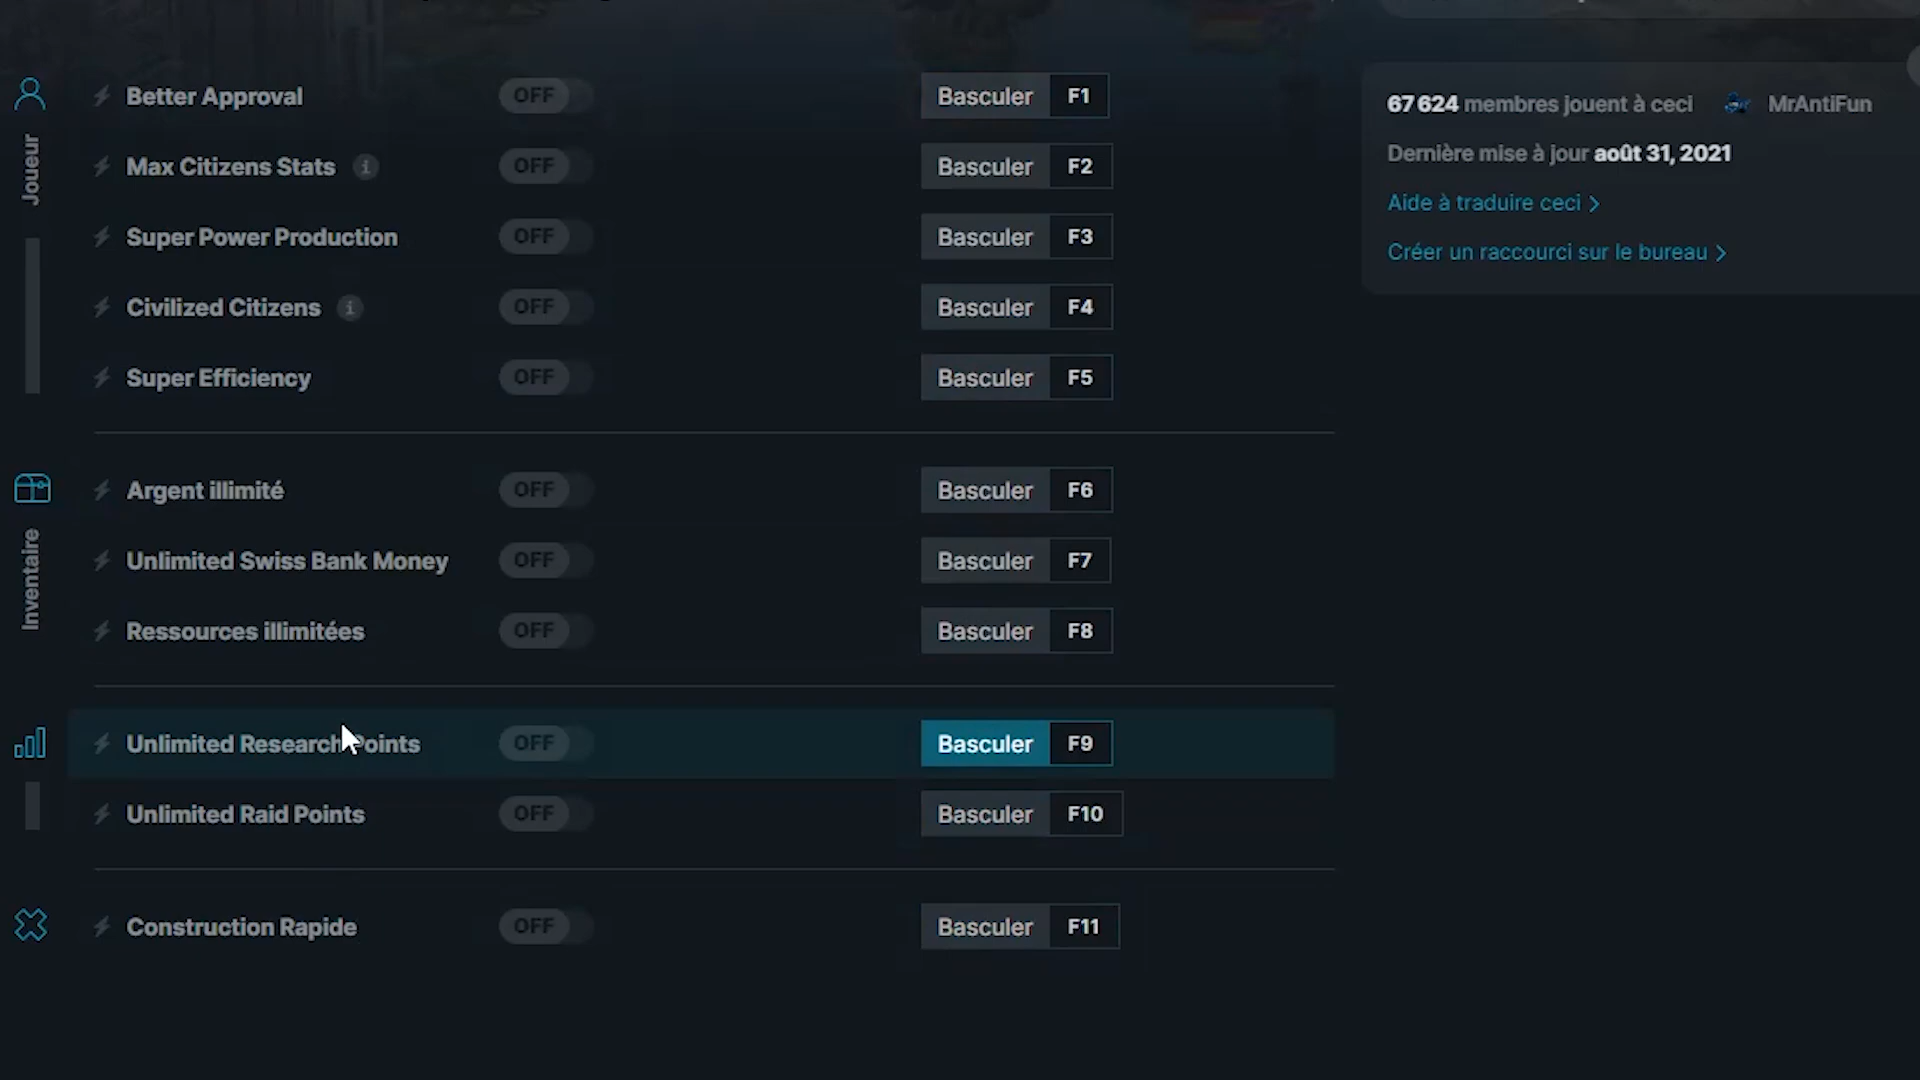 Joueur
Better Approval OFF Basculer F1
Max Citizens Stats i OFF Basculer F2
Super Power Production OFF Basculer F3
Civilized Citizens i OFF Basculer F4
Super Efficiency OFF Basculer F5
Inventaire
Argent illimité OFF Basculer F6
Unlimited Swiss Bank Money OFF Basculer F7
Ressources illimitées OFF Basculer F8
Unlimited Research Points OFF Basculer F9
Unlimited Raid Points OFF Basculer F10
Construction Rapide OFF Basculer F11
67 624 membres jouent à ceci MrAntiFun
Dernière mise à jour août 31, 2021
Aide à traduire ceci >
Créer un raccourci sur le bureau >